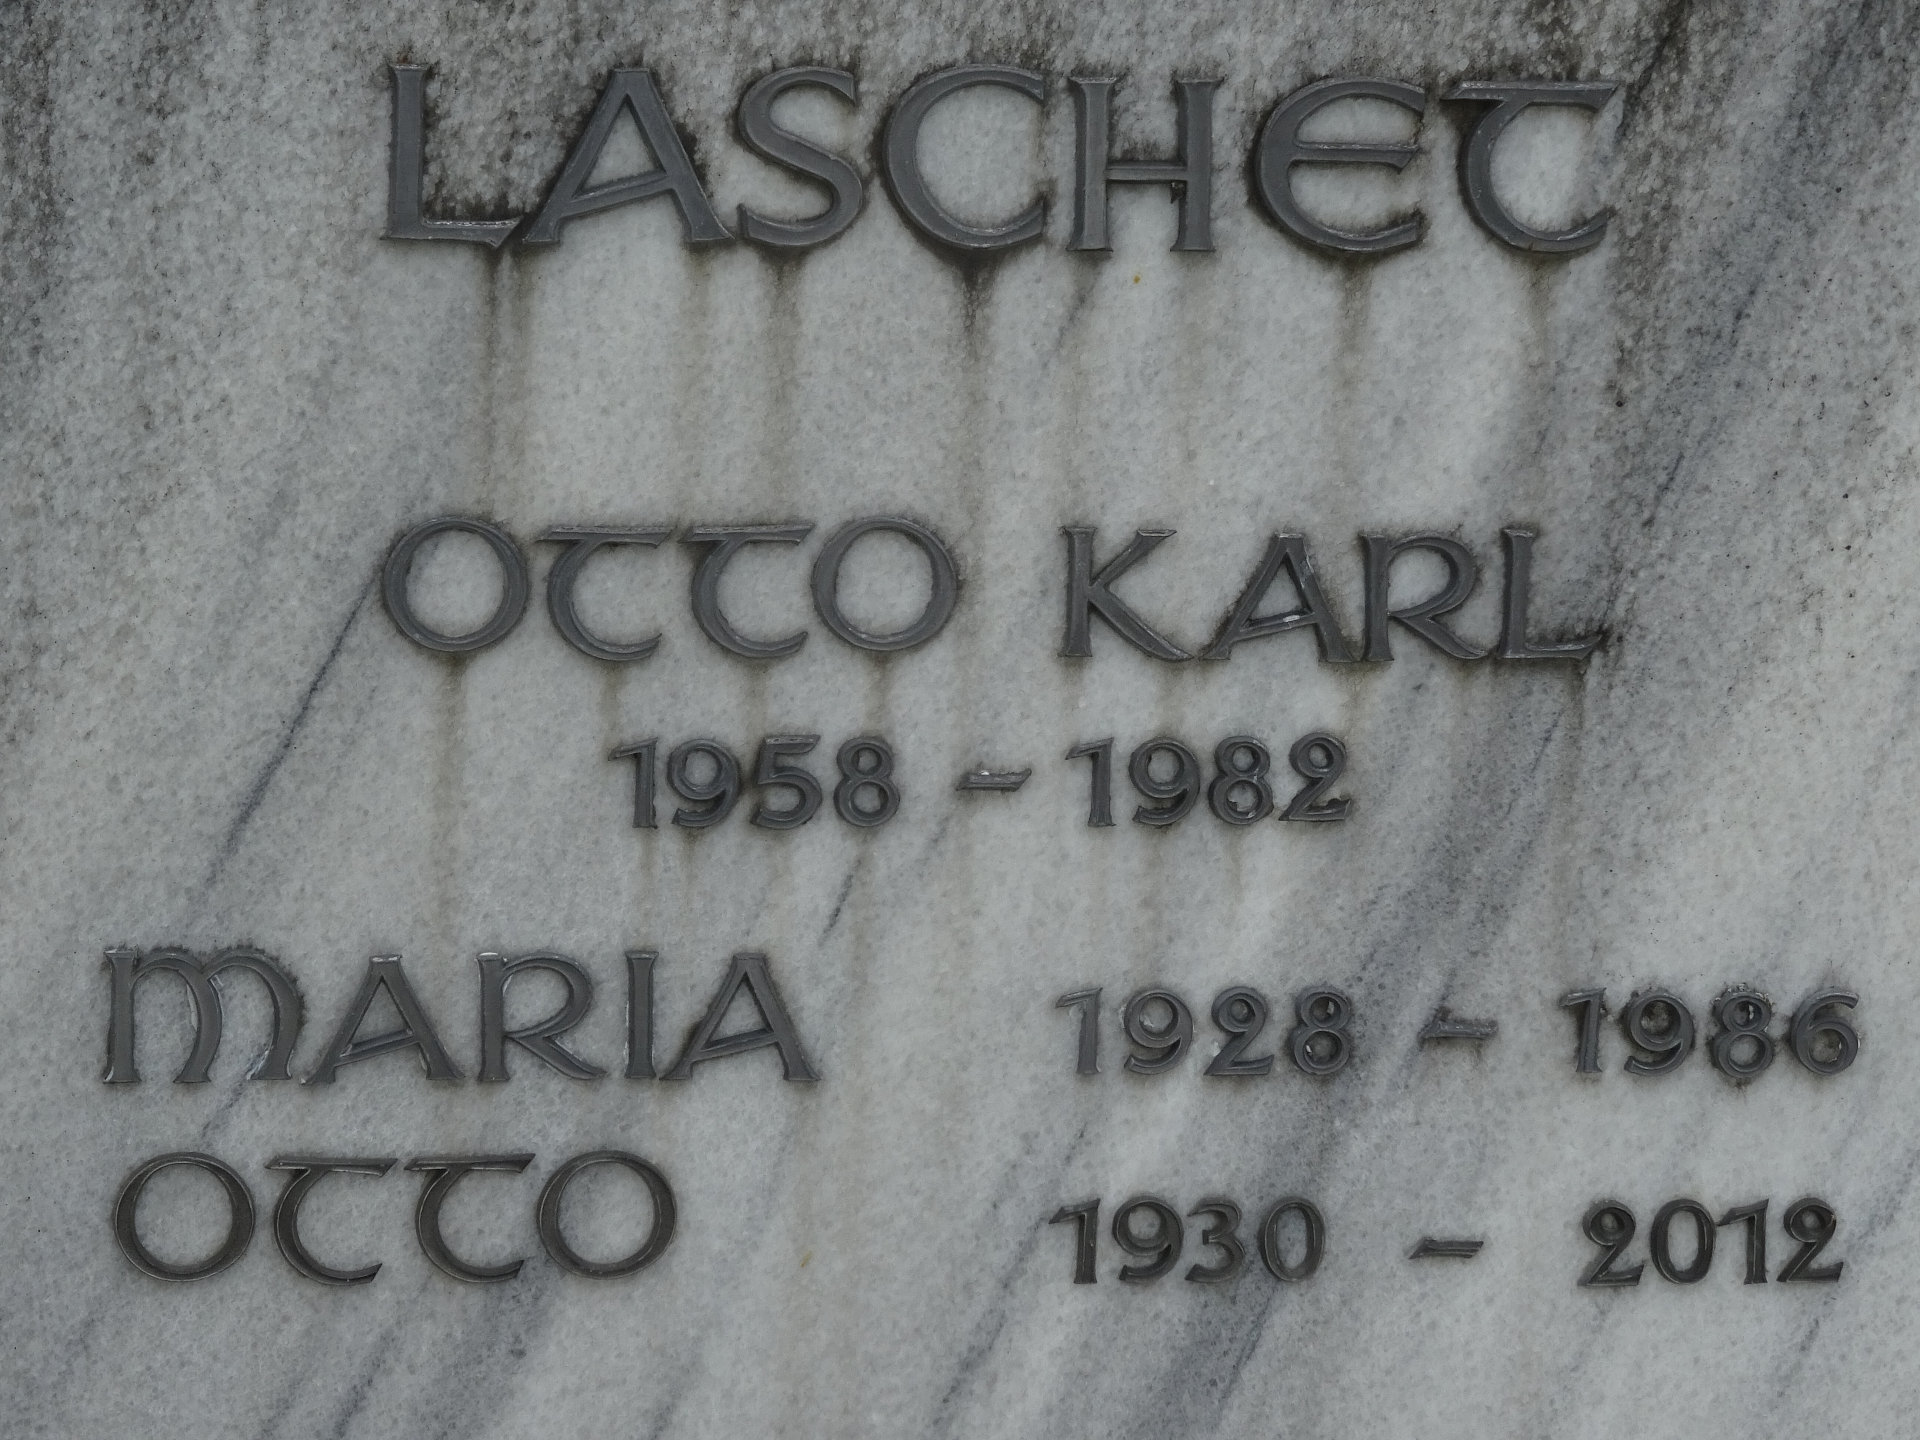 LASCHET
OTTO KARL
1958 - 1982
MARIA 1928 - 1986
OTTO 1930 - 2012